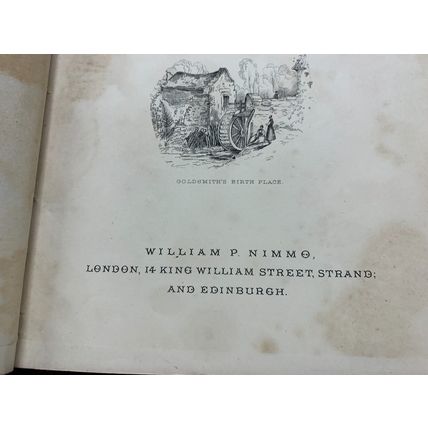 GOLDSMITH'S BIRTH PLACE.
WILLIAM P. NIMMO,
LONDON, 14 KING WILLIAM STREET, STRAND;
AND EDINBURGH.